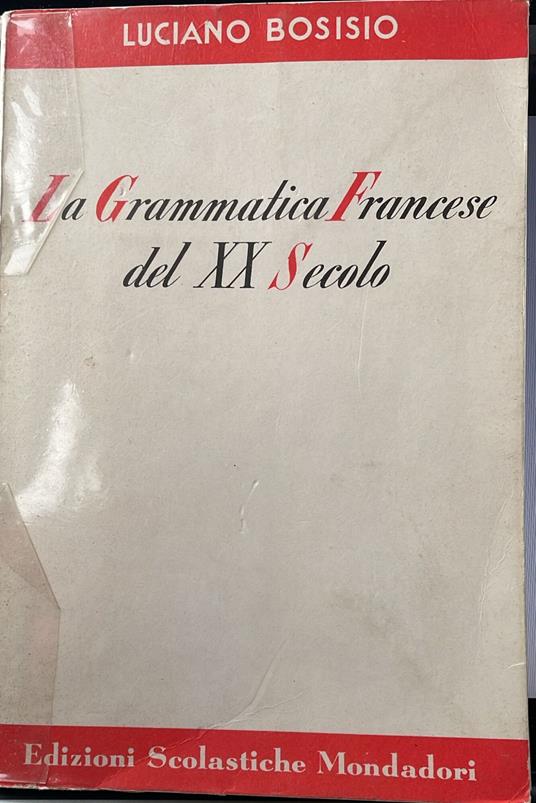 LUCIANO BOSISIO
La Grammatica Francese
del XX Secolo
Edizioni Scolastiche Mondadori